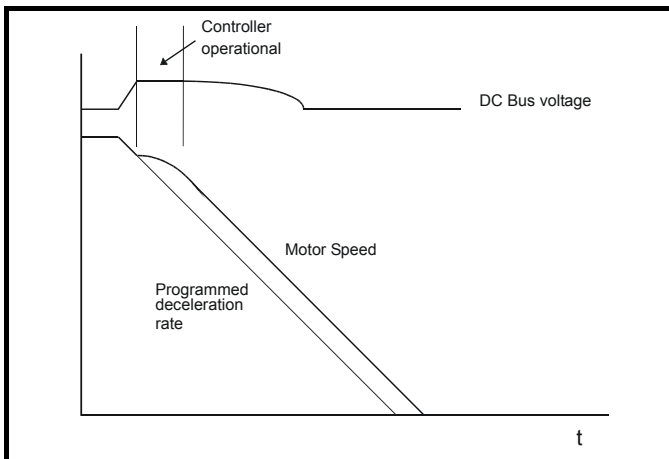 Controller
operational
DC Bus voltage
Motor Speed
Programmed
deceleration
rate
t